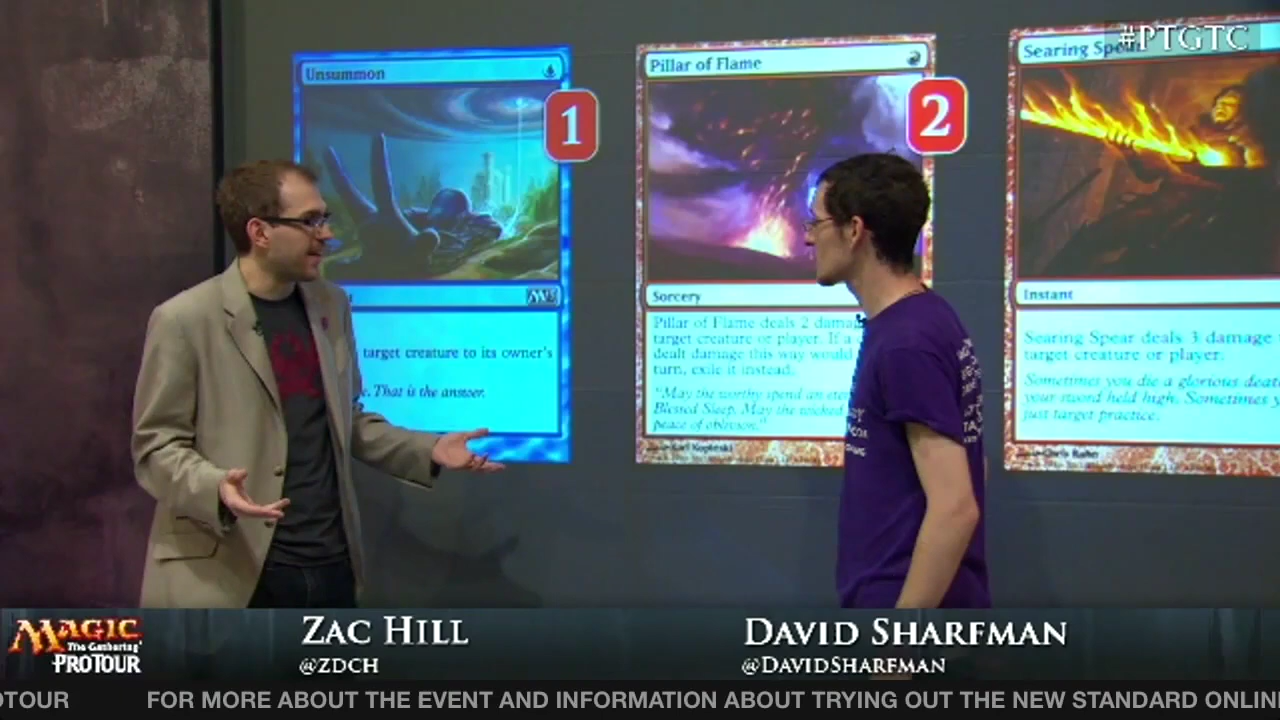 #PTGTC
Unsummon
1
Pillar of Flame
2
Searing
Sorcery
Pillar of Flame deals 2
target creature or player. If a
dealt damage this way would
turn, exile it instead.
"May the worthy spend an
Blessed Sleep. May the wicked
peace of oblivion."
Instant
Searing Spear deals 3 damage
target creature or player.
Sometimes you die a glorious
your sword held high. Sometimes
just target practice.
target creature to its owner's
That is the answer.
MAGIC
The Gathering
PROTOUR
ZAC HILL
@ZDCH
DAVID SHARFMAN
@DAVIDSHARFMAN
OTOUR FOR MORE ABOUT THE EVENT AND INFORMATION ABOUT TRYING OUT THE NEW STANDARD ONLIN